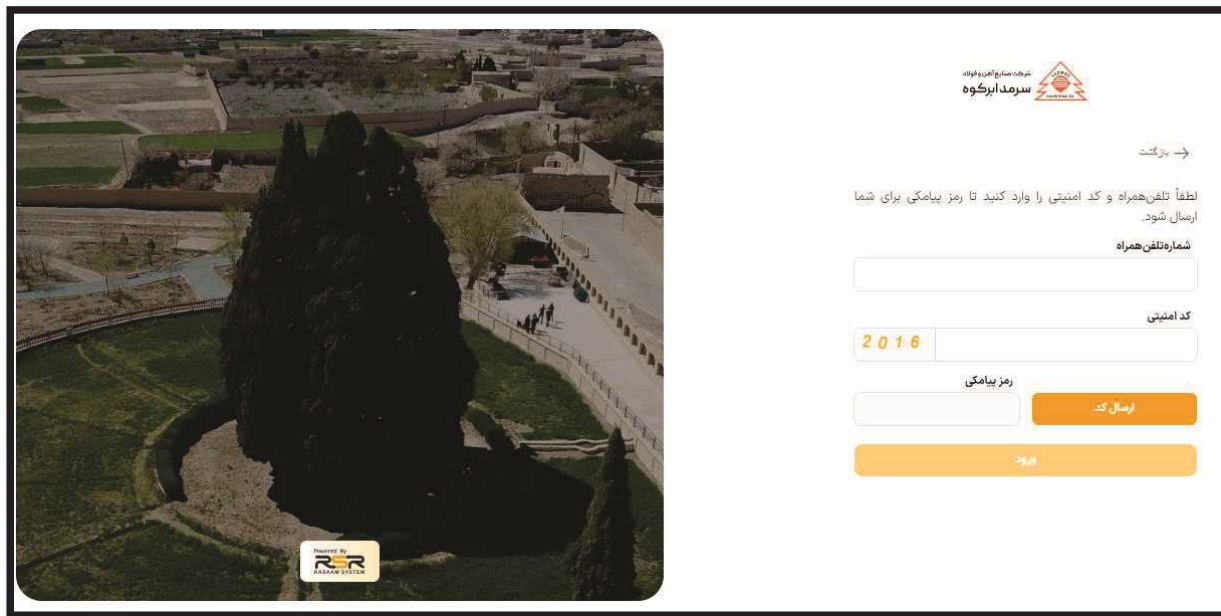 شرکت صنایع آهن و فولاد
سرمد ابرکوه
بازگشت
لطفاً تلفن‌همراه و کد امنیتی را وارد کنید تا رمز پیامکی برای شما
ارسال شود.
شماره‌تلفن‌همراه
کد امنیتی
2016
رمز پیامکی
ارسال کد
ورود
Powered By
RSR
RASAAM SYSTEM